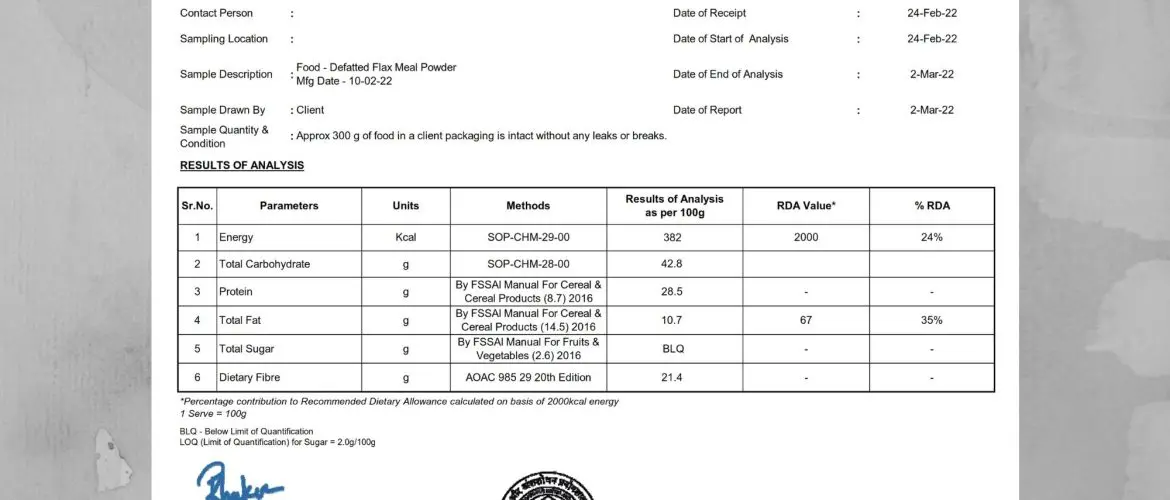 Contact Person : Date of Receipt : 24-Feb-22
Sampling Location : Date of Start of Analysis : 24-Feb-22
Sample Description : Food - Defatted Flax Meal Powder
Mfg Date - 10-02-22 Date of End of Analysis : 2-Mar-22
Sample Drawn By : Client Date of Report : 2-Mar-22
Sample Quantity & Condition : Approx 300 g of food in a client packaging is intact without any leaks or breaks.
RESULTS OF ANALYSIS
Sr.No. Parameters Units Methods Results of Analysis as per 100g RDA Value* % RDA
1 Energy Kcal SOP-CHM-29-00 382 2000 24%
2 Total Carbohydrate g SOP-CHM-28-00 42.8
3 Protein g By FSSAI Manual For Cereal & Cereal Products (8.7) 2016 28.5 - -
4 Total Fat g By FSSAI Manual For Cereal & Cereal Products (14.5) 2016 10.7 67 35%
5 Total Sugar g By FSSAI Manual For Fruits & Vegetables (2.6) 2016 BLQ - -
6 Dietary Fibre g AOAC 985 29 20th Edition 21.4 - -
*Percentage contribution to Recommended Dietary Allowance calculated on basis of 2000kcal energy
1 Serve = 100g
BLQ - Below Limit of Quantification
LOQ (Limit of Quantification) for Sugar = 2.0g/100g